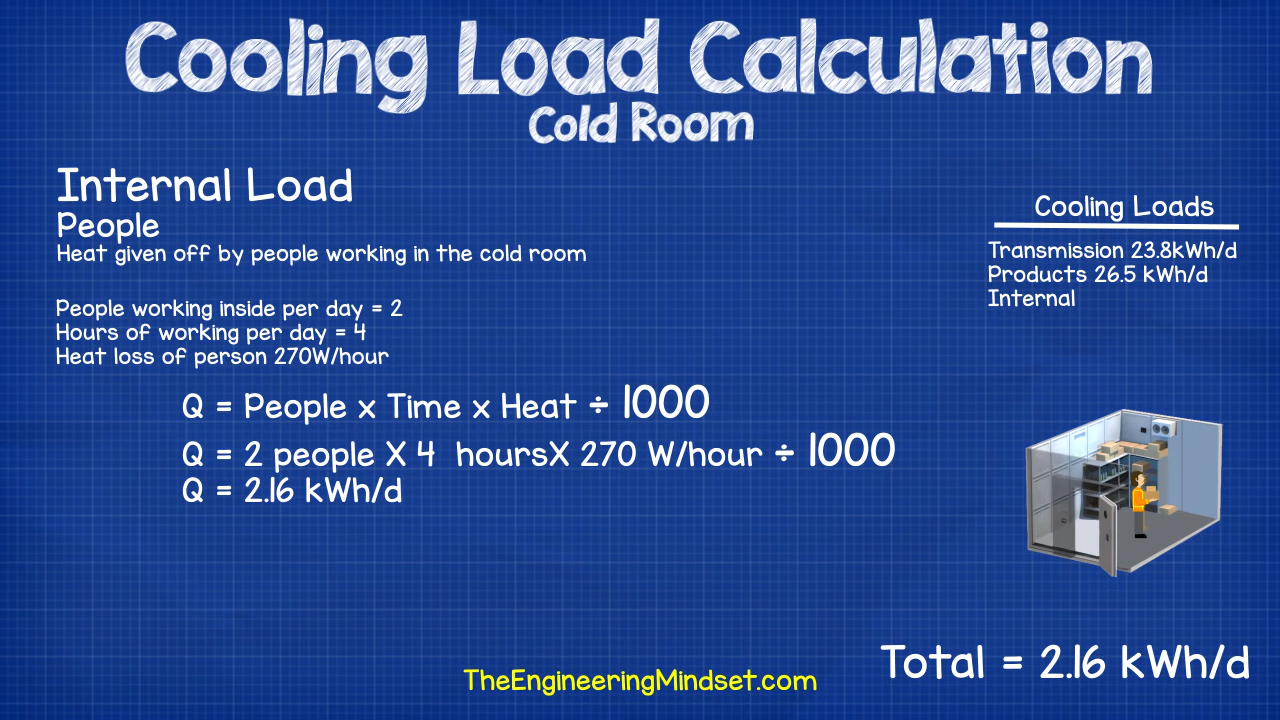 Cooling Load Calculation
Cold Room
Internal Load
People
Heat given off by people working in the cold room
People working inside per day = 2
Hours of working per day = 4
Heat loss of person 270W/hour
Q = People x Time x Heat ÷ 1000
Q = 2 people X 4 hoursX 270 W/hour ÷ 1000
Q = 2.16 kWh/d
Cooling Loads
Transmission 23.8kWh/d
Products 26.5 kWh/d
Internal
Total = 2.16 kWh/d
TheEngineeringMindset.com